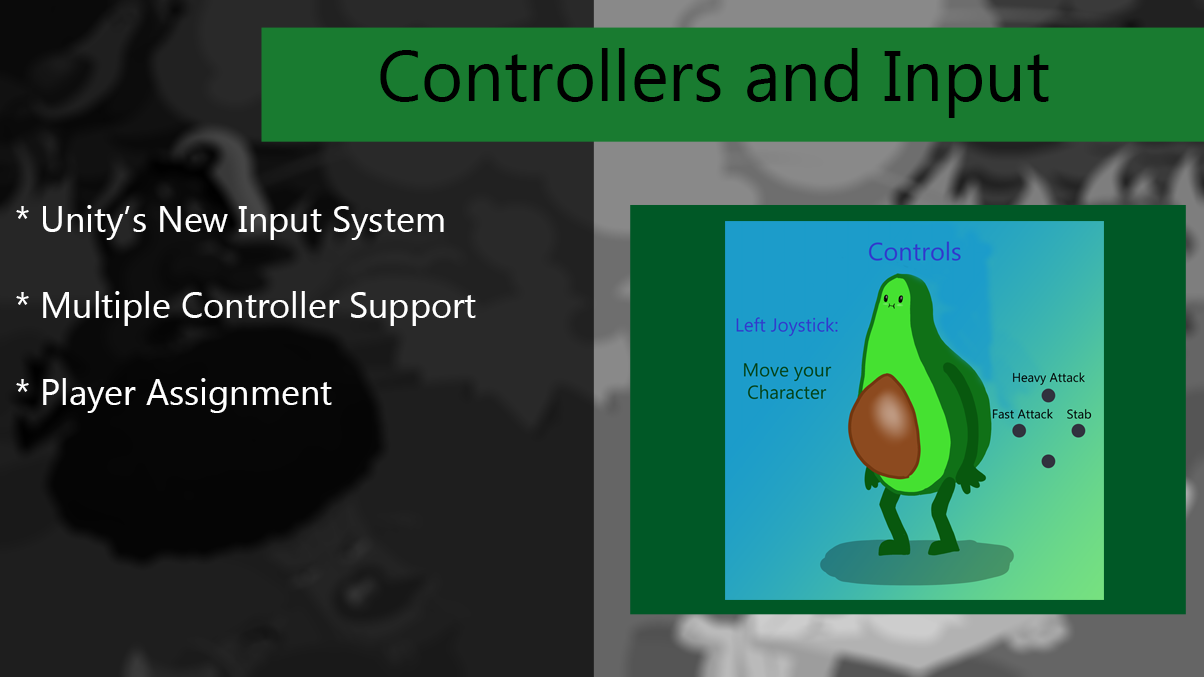 Controllers and Input
* Unity’s New Input System
* Multiple Controller Support
* Player Assignment
Controls
Left Joystick:
Move your
Character
Heavy Attack
Fast Attack Stab